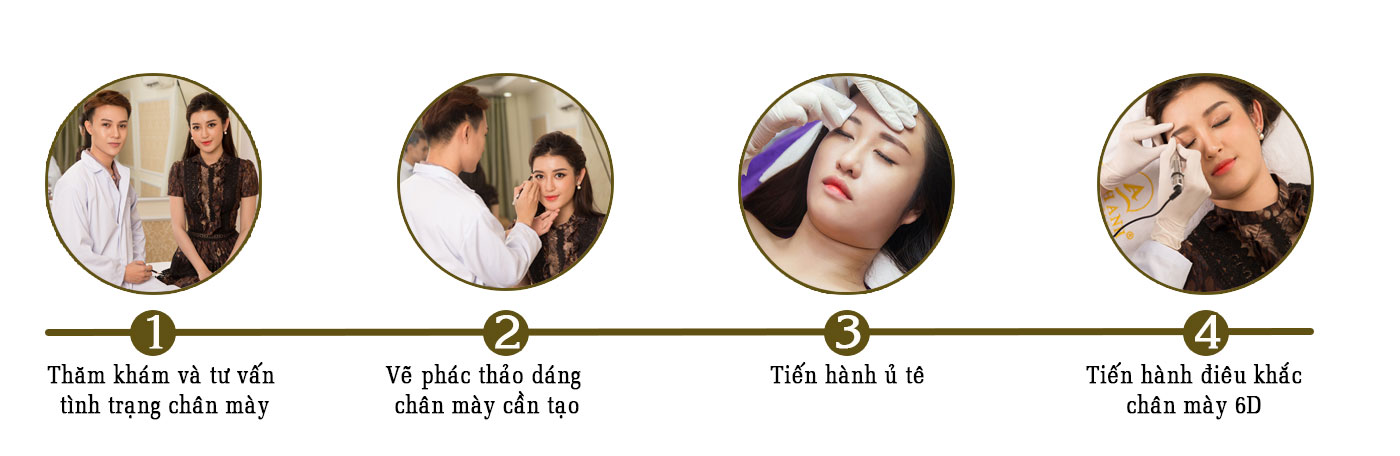 1
Thăm khám và tư vấn
tình trạng chân mày
2
Vẽ phác thảo dáng
chân mày cần tạo
3
Tiến hành ủ tê
4
Tiến hành điêu khắc
chân mày 6D